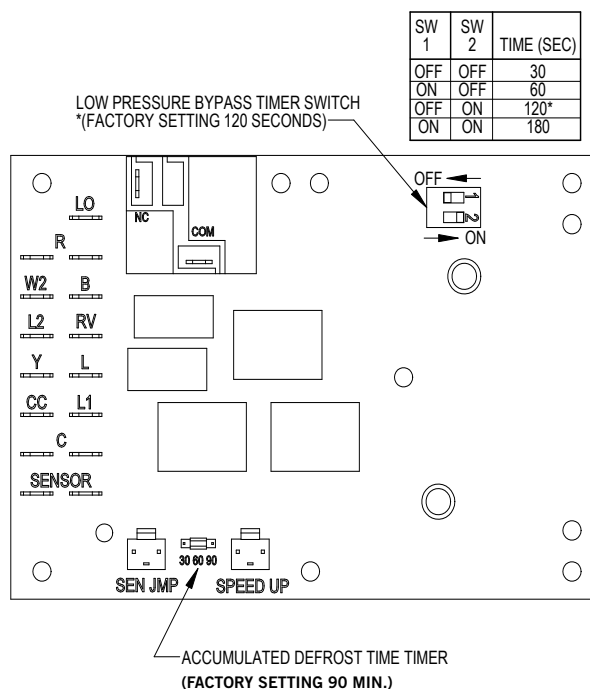 SW 1 SW 2 TIME (SEC)
OFF OFF 30
ON OFF 60
OFF ON 120*
ON ON 180
LOW PRESSURE BYPASS TIMER SWITCH
*(FACTORY SETTING 120 SECONDS)
OFF
1
2
ON
NC
COM
LO
R
W2 B
L2 RV
Y L
CC L1
C
SENSOR
30 60 90
SEN JMP SPEED UP
ACCUMULATED DEFROST TIME TIMER
(FACTORY SETTING 90 MIN.)